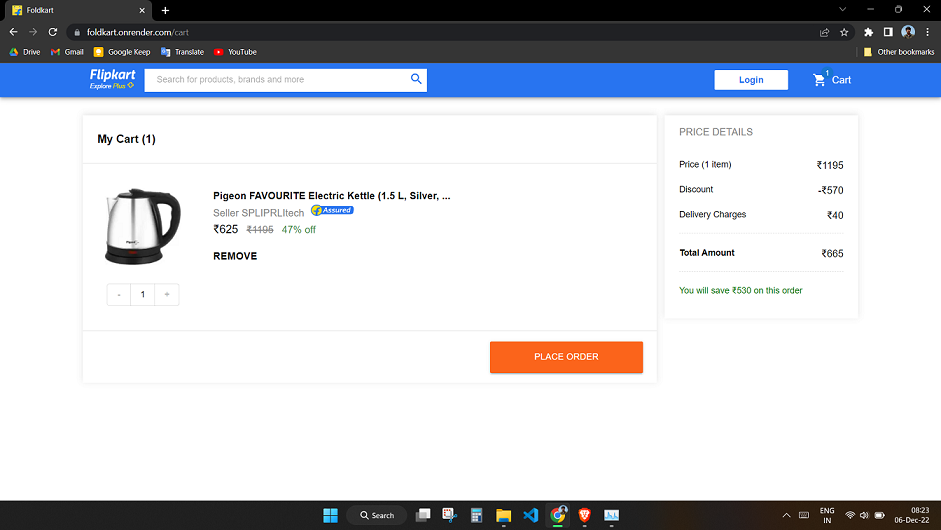 Foldkart
foldkart.onrender.com/cart
Drive Gmail Google Keep Translate YouTube Other bookmarks
Flipkart
Explore Plus
Search for products, brands and more
Login
1
Cart
My Cart (1)
Pigeon FAVOURITE Electric Kettle (1.5 L, Silver, ...
Seller SPLIPRLItech Assured
₹625 ₹1195 47% off
REMOVE
- 1 +
PLACE ORDER
PRICE DETAILS
Price (1 item) ₹1195
Discount -₹570
Delivery Charges ₹40
Total Amount ₹665
You will save ₹530 on this order
Search
ENG
IN
08:23
06-Dec-22